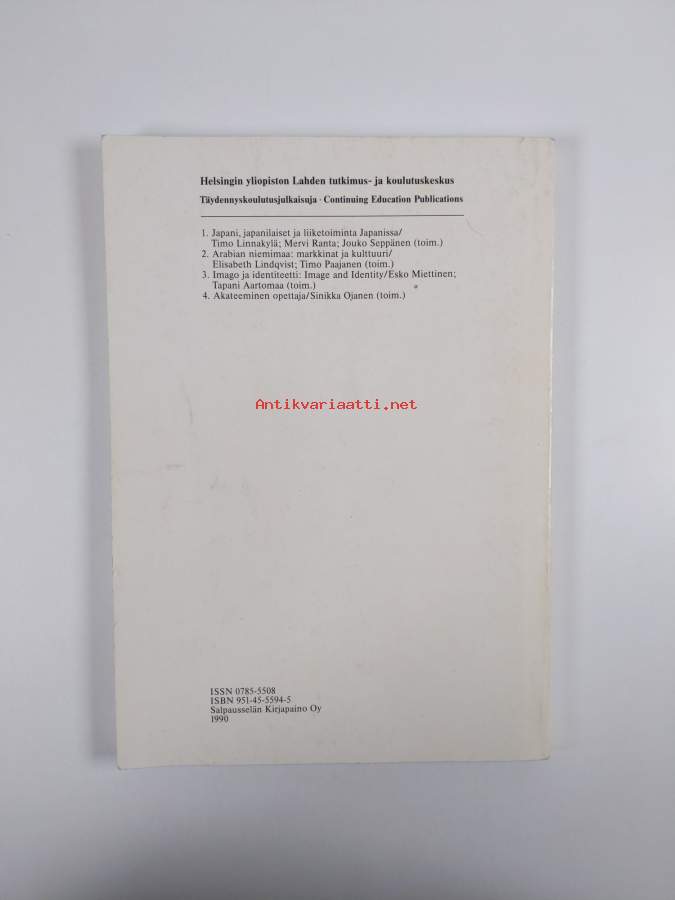 Helsingin yliopiston Lahden tutkimus- ja koulutuskeskus
Täydennyskoulutusjulkaisuja · Continuing Education Publications
1. Japani, japanilaiset ja liiketoiminta Japanissa/
Timo Linnakylä; Mervi Ranta; Jouko Seppänen (toim.)
2. Arabian niemimaa: markkinat ja kulttuuri/
Elisabeth Lindqvist; Timo Paajanen (toim.)
3. Imago ja identiteetti: Image and Identity/Esko Miettinen;
Tapani Aartomaa (toim.)
4. Akateeminen opettaja/Sinikka Ojanen (toim.)
Antikvariaatti.net
ISSN 0785-5508
ISBN 951-45-5594-5
Salpausselän Kirjapaino Oy
1990